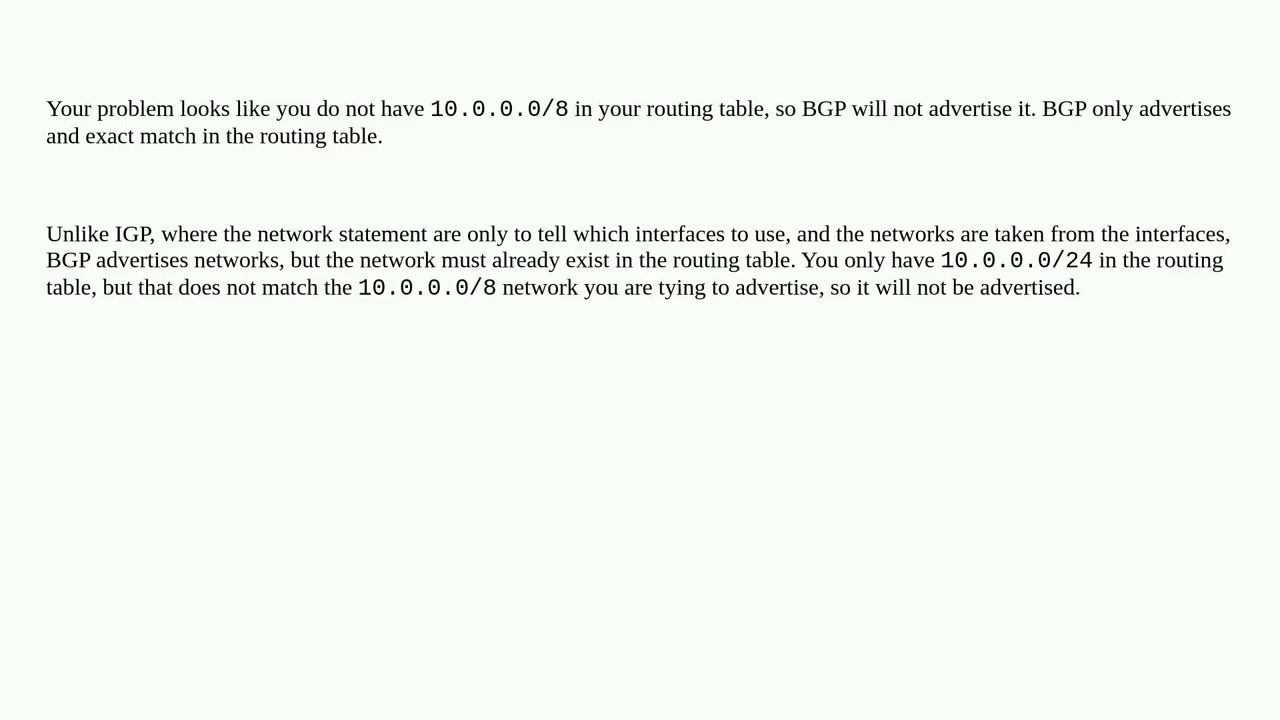 Your problem looks like you do not have 10.0.0.0/8 in your routing table, so BGP will not advertise it. BGP only advertises
and exact match in the routing table.
Unlike IGP, where the network statement are only to tell which interfaces to use, and the networks are taken from the interfaces,
BGP advertises networks, but the network must already exist in the routing table. You only have 10.0.0.0/24 in the routing
table, but that does not match the 10.0.0.0/8 network you are tying to advertise, so it will not be advertised.